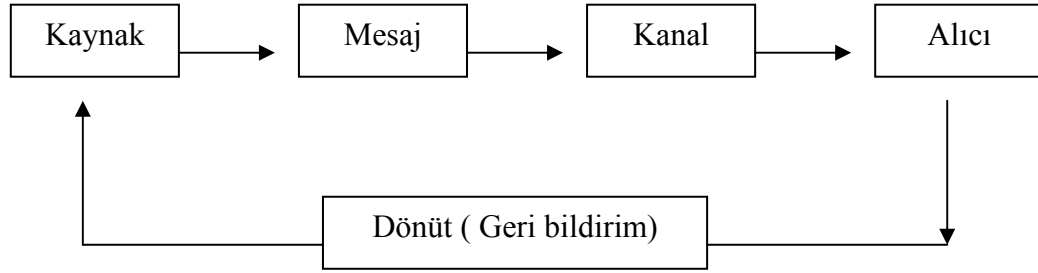 Kaynak
Mesaj
Kanal
Alıcı
Dönüt ( Geri bildirim)